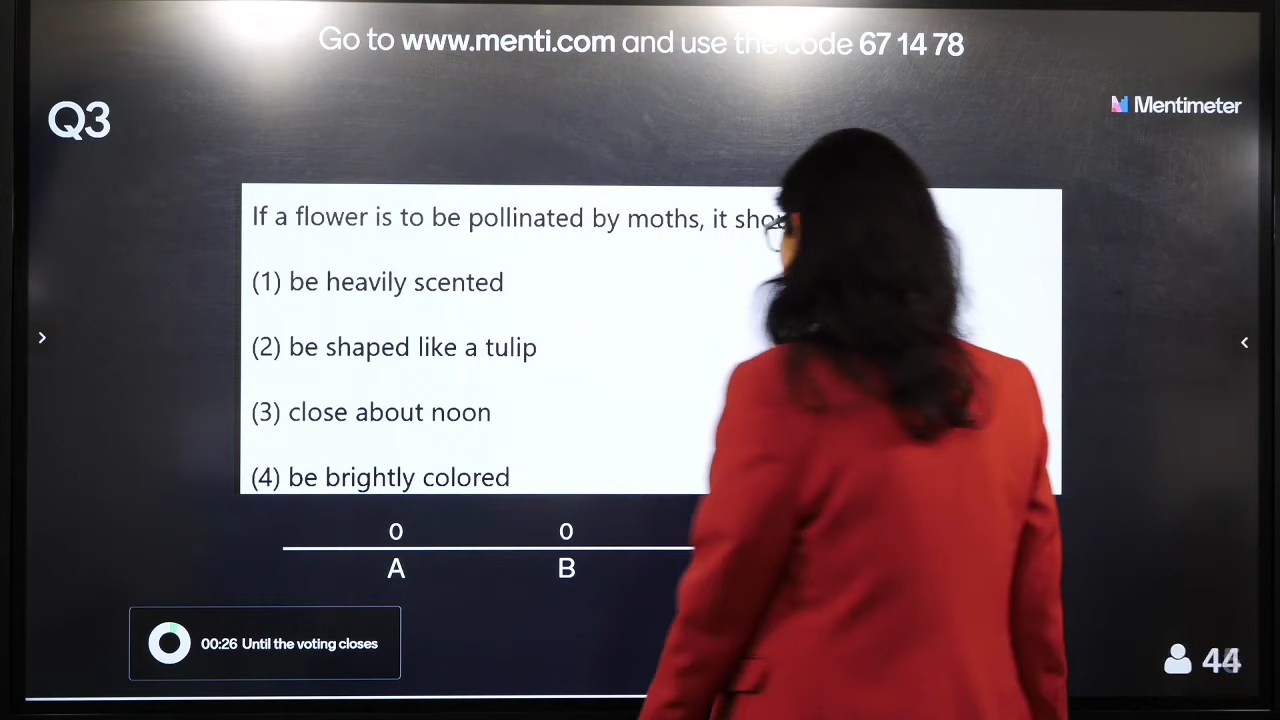 Go to www.menti.com and use the code 67 14 78
Q3
Mentimeter
If a flower is to be pollinated by moths, it
(1) be heavily scented
(2) be shaped like a tulip
(3) close about noon
(4) be brightly colored
0 0
A B
00:26 Until the voting closes